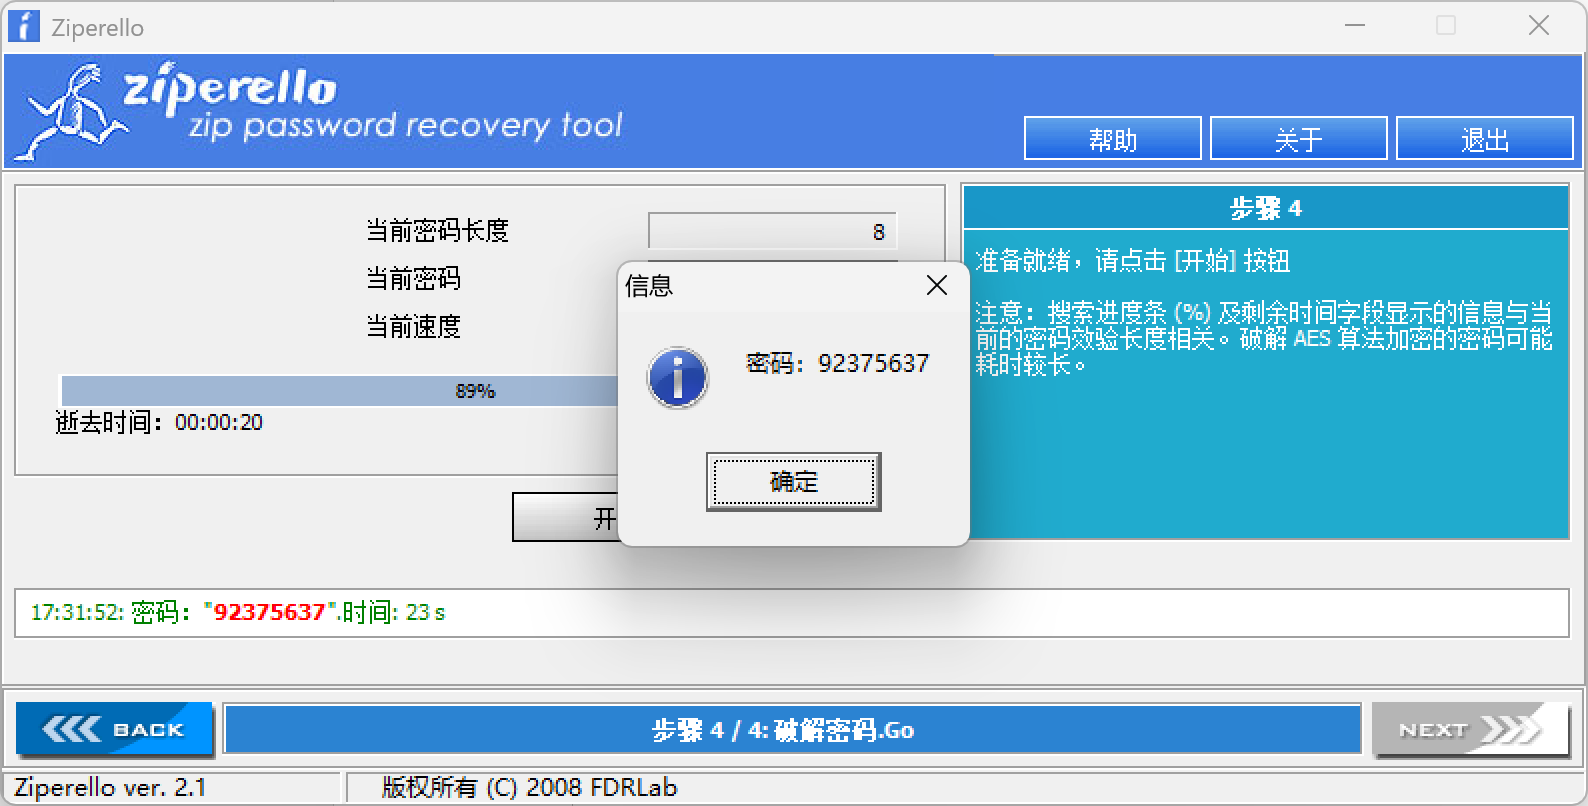 Ziperello
ziperello
zip password recovery tool
帮助
关于
退出
当前密码长度
8
当前密码
当前速度
89%
逝去时间：00:00:20
开
步骤 4
准备就绪，请点击 [开始] 按钮
注意：搜索进度条 (%) 及剩余时间字段显示的信息与当
前的密码效验长度相关。破解 AES 算法加密的密码可能
耗时较长。
信息
密码：92375637
确定
17:31:52: 密码："92375637".时间: 23 s
BACK
步骤 4 / 4: 破解密码.Go
NEXT
Ziperello ver. 2.1
版权所有 (C) 2008 FDRLab